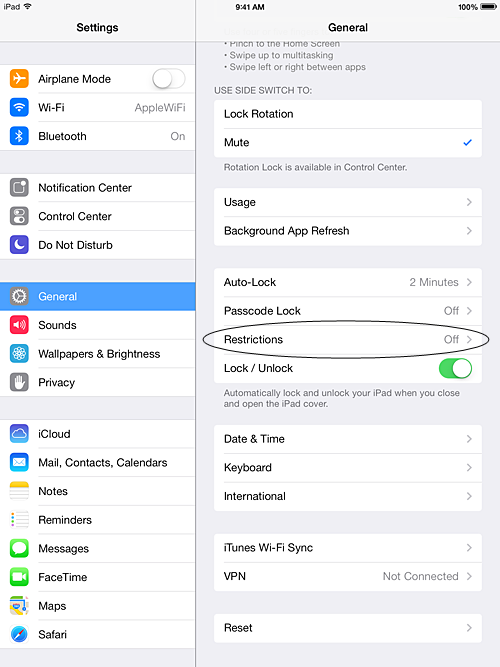 iPad 9:41 AM 100%
Settings
General
Airplane Mode
Wi-Fi AppleWiFi
Bluetooth On
Notification Center
Control Center
Do Not Disturb
General
Sounds
Wallpapers & Brightness
Privacy
iCloud
Mail, Contacts, Calendars
Notes
Reminders
Messages
FaceTime
Maps
Safari
• Pinch to the Home Screen
• Swipe up to multitasking
• Swipe left or right between apps
USE SIDE SWITCH TO:
Lock Rotation
Mute
Rotation Lock is available in Control Center.
Usage
Background App Refresh
Auto-Lock 2 Minutes
Passcode Lock Off
Restrictions Off
Lock / Unlock
Automatically lock and unlock your iPad when you close
and open the iPad cover.
Date & Time
Keyboard
International
iTunes Wi-Fi Sync
VPN Not Connected
Reset